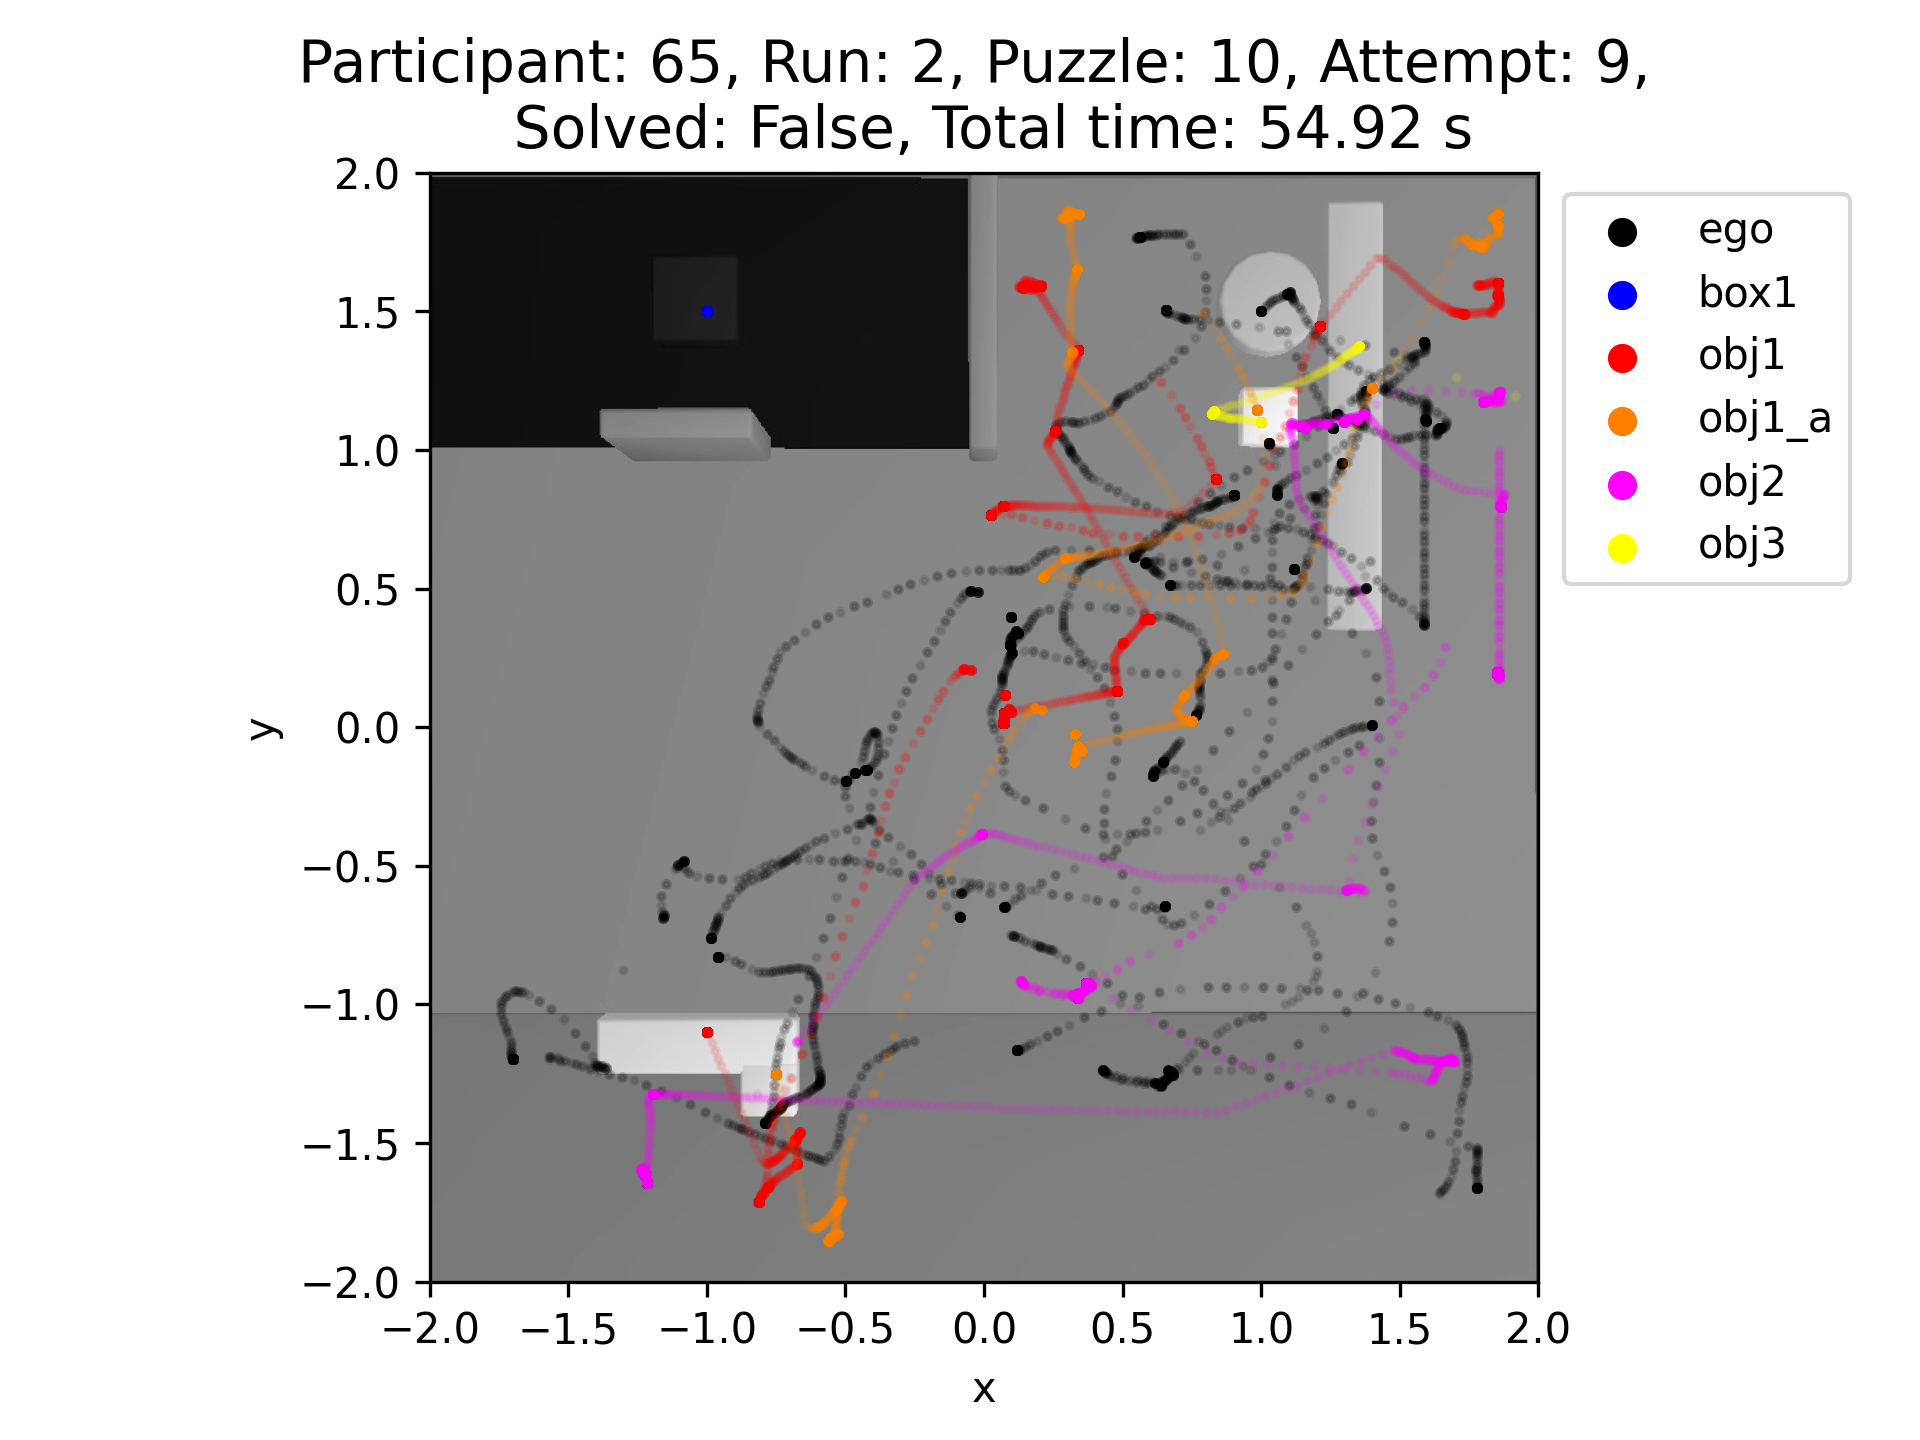 Participant: 65, Run: 2, Puzzle: 10, Attempt: 9,
Solved: False, Total time: 54.92 s
2.0
1.5
1.0
0.5
0.0
−0.5
−1.0
−1.5
−2.0
y
−2.0 −1.5 −1.0 −0.5 0.0 0.5 1.0 1.5 2.0
x
ego
box1
obj1
obj1_a
obj2
obj3